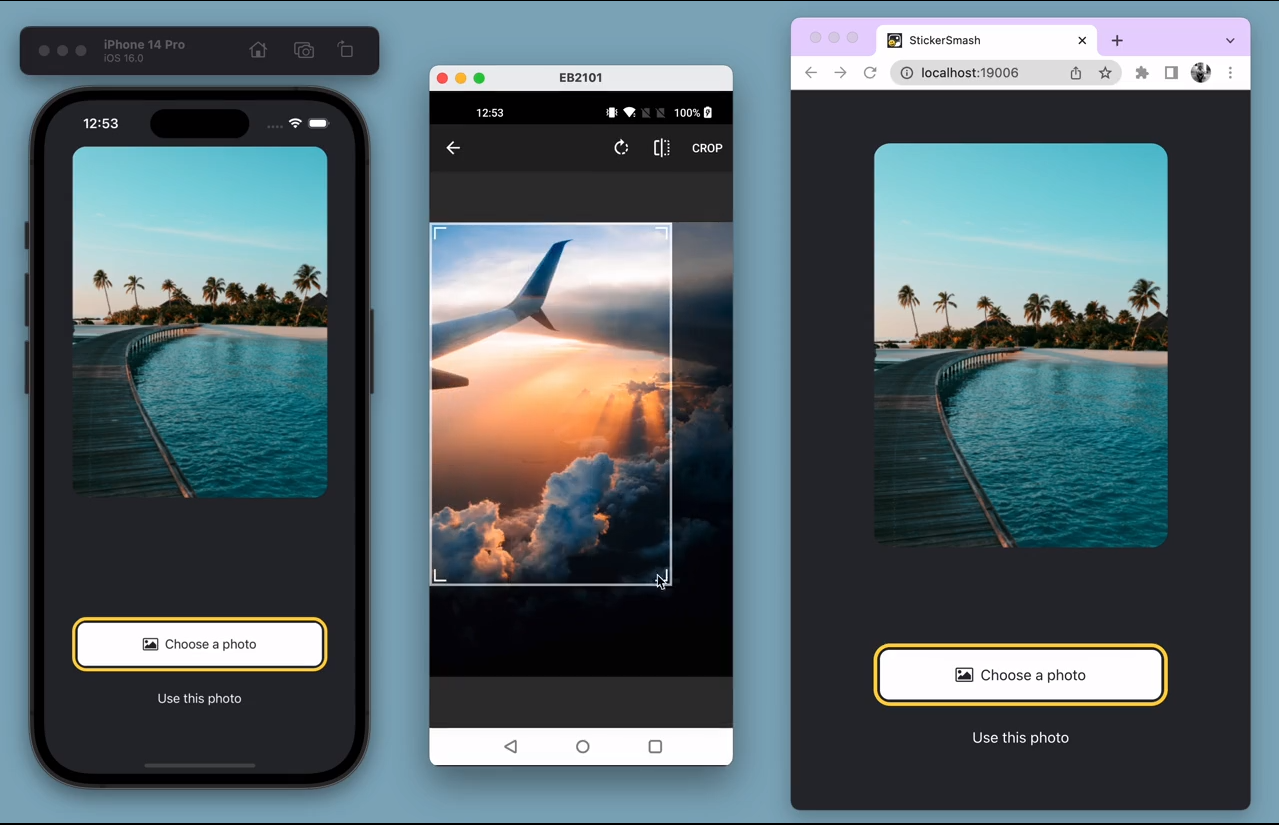 iPhone 14 Pro
iOS 16.0
12:53
Choose a photo
Use this photo
EB2101
12:53
100%
CROP
StickerSmash
localhost:19006
Choose a photo
Use this photo